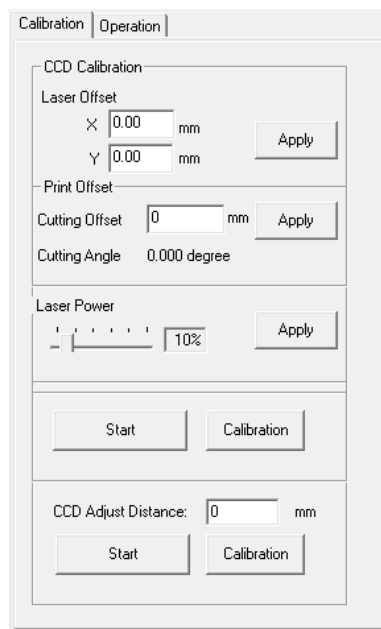 Calibration Operation
CCD Calibration
Laser Offset
X 0.00 mm
Apply
Y 0.00 mm
Print Offset
Cutting Offset 0 mm Apply
Cutting Angle 0.000 degree
Laser Power
10% Apply
Start Calibration
CCD Adjust Distance: 0 mm
Start Calibration